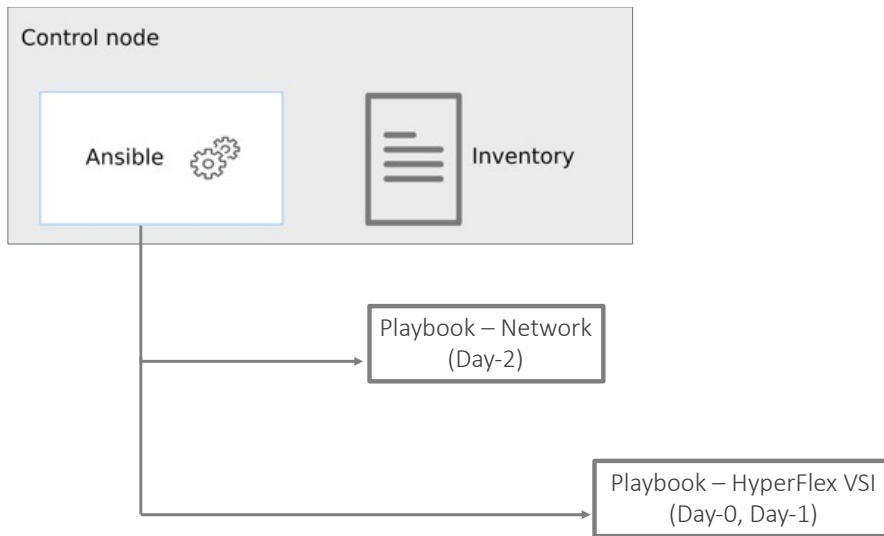 Control node
Ansible
Inventory
Playbook – Network
(Day-2)
Playbook – HyperFlex VSI
(Day-0, Day-1)